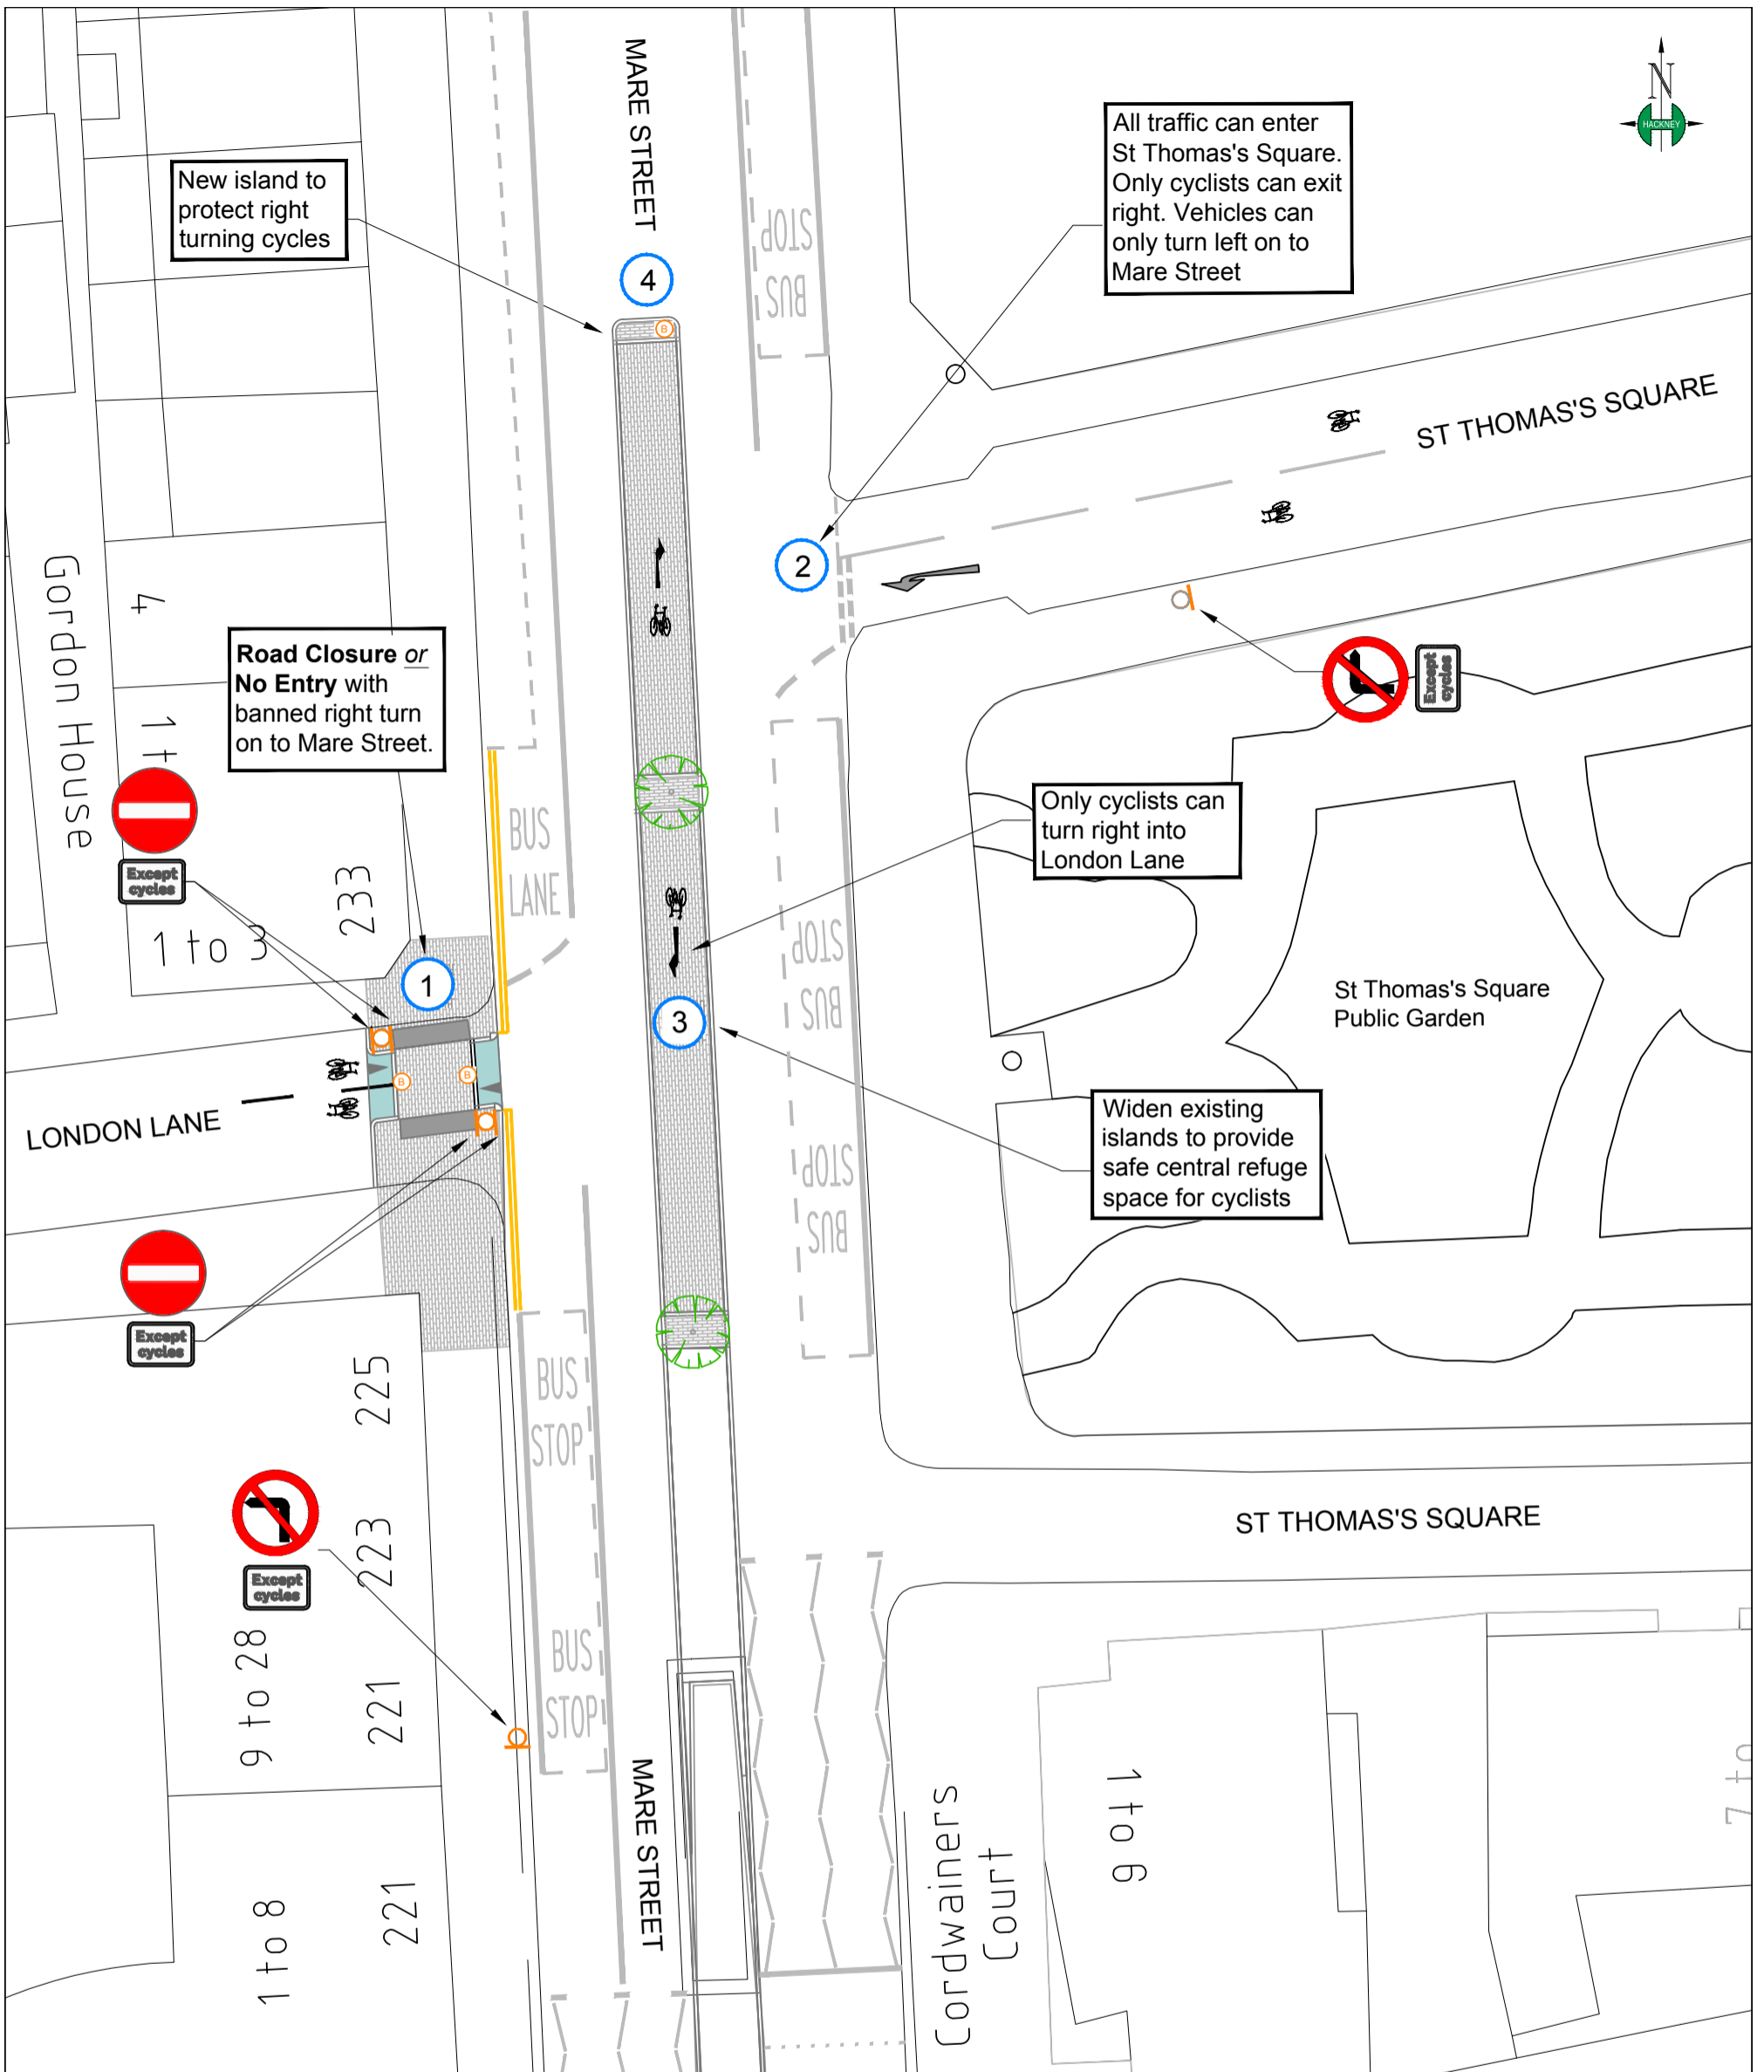 MARE STREET
N
HACKNEY
All traffic can enter
St Thomas's Square.
Only cyclists can exit
right. Vehicles can
only turn left on to
Mare Street
New island to
protect right
turning cycles
BUS
STOP
4
B
ST THOMAS'S SQUARE
2
Gordon House
4
Road Closure or
No Entry with
banned right turn
on to Mare Street.
Except
cycles
1 t
Except
cycles
BUS
LANE
Only cyclists can
turn right into
London Lane
233
1 to 3
1
3
BUS
STOP
St Thomas's Square
Public Garden
B
B
LONDON LANE
Widen existing
islands to provide
safe central refuge
space for cyclists
BUS
STOP
Except
cycles
225
BUS
STOP
223
ST THOMAS'S SQUARE
Except
cycles
9 to 28
221
BUS
STOP
MARE STREET
1 to 6
7 to
Cordwainers
Court
1 to 8
221